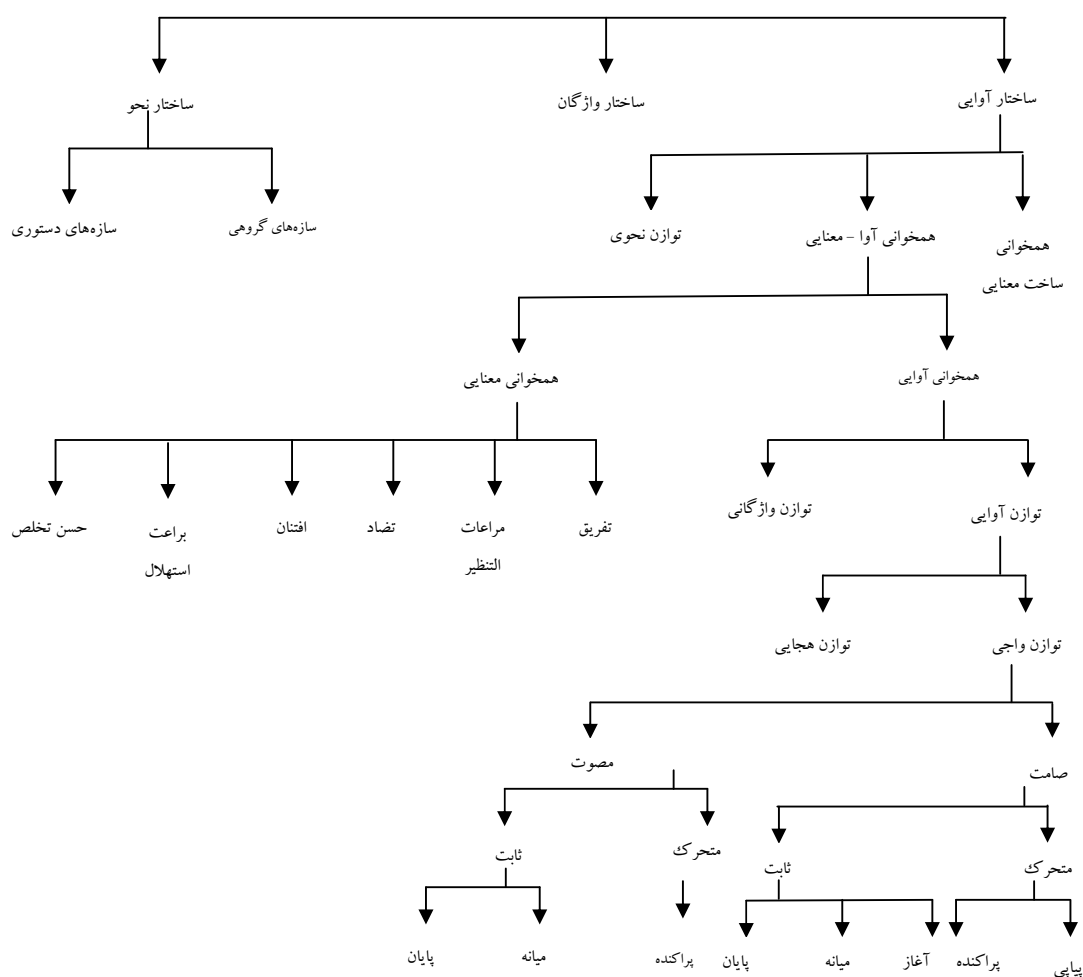 ساختار آوایی
ساختار واژگان
ساختار نحو
همخوانی
ساخت معنایی
همخوانی آوا – معنایی
توازن نحوی
سازه‌های گروهی
سازه‌های دستوری
همخوانی آوایی
همخوانی معنایی
توازن آوایی
توازن واژگانی
تفریق
مراعات
التنظیر
تضاد
افتنان
براعت
استهلال
حسن تخلص
توازن واجی
توازن هجایی
صامت
مصوت
متحرک
ثابت
متحرک
ثابت
پیاپی
پراکنده
آغاز
میانه
پایان
پراکنده
میانه
پایان